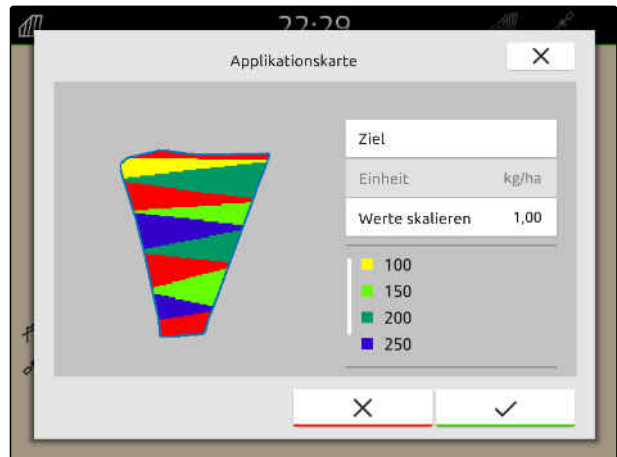 22:29
Applikationskarte
Ziel
Einheit kg/ha
Werte skalieren 1,00
100
150
200
250